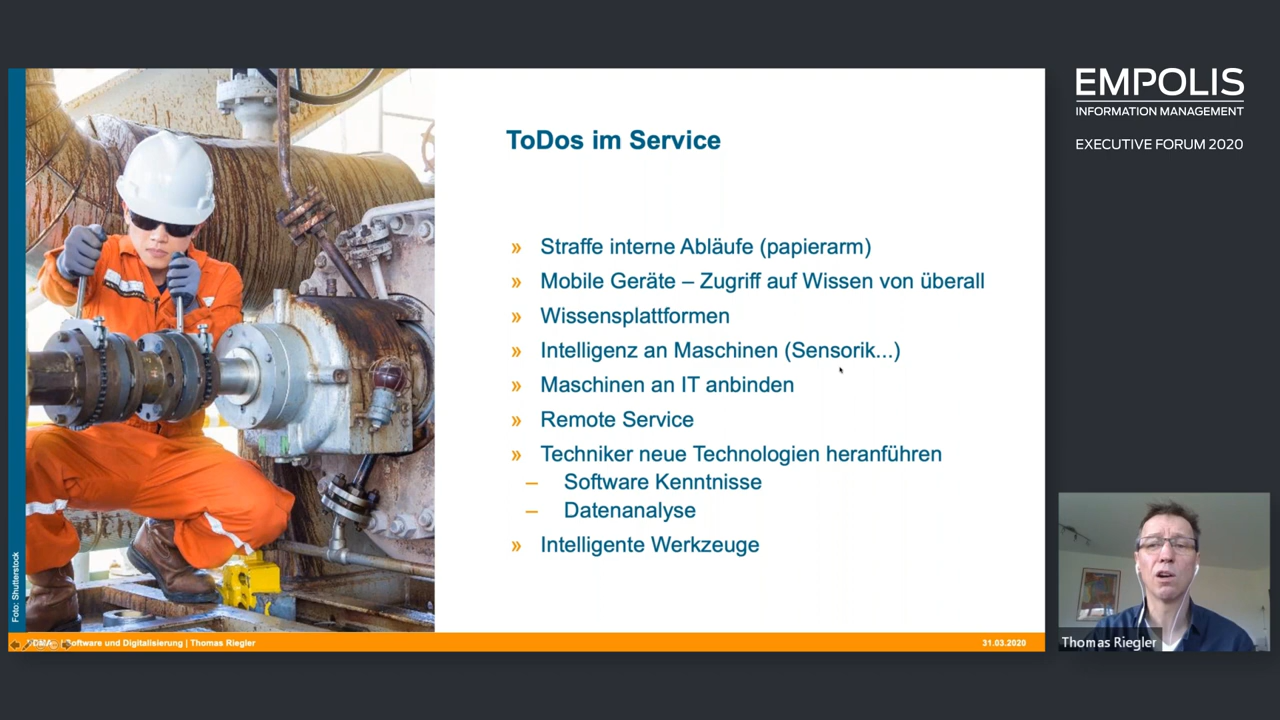 EMPOLIS
INFORMATION MANAGEMENT
EXECUTIVE FORUM 2020
ToDos im Service
» Straffe interne Abläufe (papierarm)
» Mobile Geräte – Zugriff auf Wissen von überall
» Wissensplattformen
» Intelligenz an Maschinen (Sensorik...)
» Maschinen an IT anbinden
» Remote Service
» Techniker neue Technologien heranführen
– Software Kenntnisse
– Datenanalyse
» Intelligente Werkzeuge
Foto: Shutterstock
| Software und Digitalisierung | Thomas Riegler
31.03.2020
Thomas Riegler